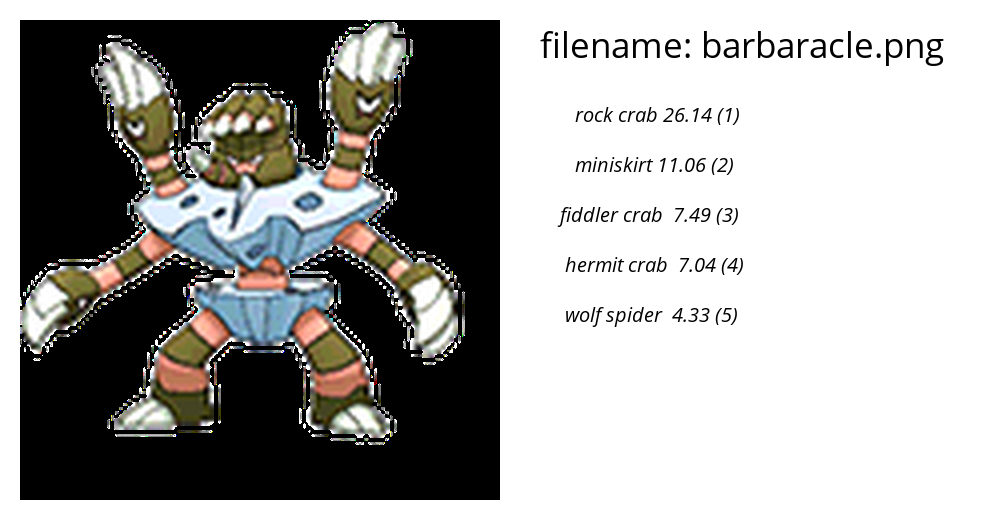 filename: barbaracle.png
rock crab 26.14 (1)
miniskirt 11.06 (2)
fiddler crab 7.49 (3)
hermit crab 7.04 (4)
wolf spider 4.33 (5)